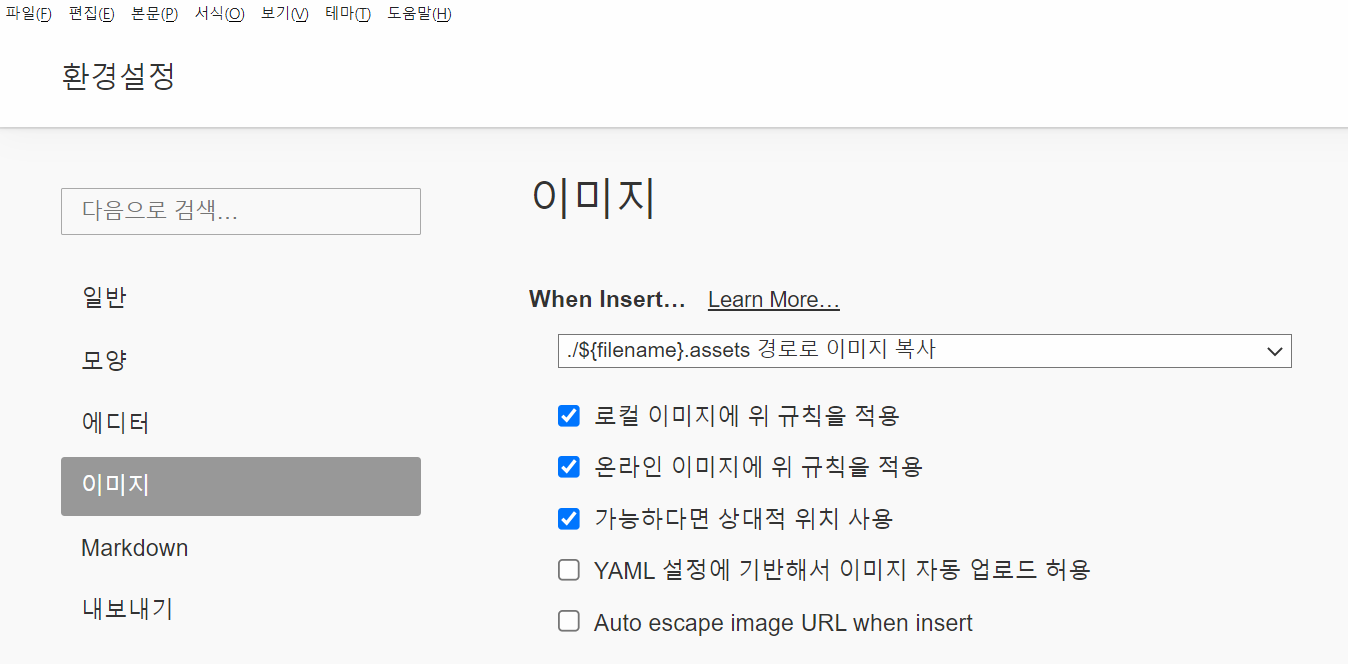 파일(F) 편집(E) 본문(P) 서식(O) 보기(V) 테마(T) 도움말(H)
환경설정
다음으로 검색...
일반
모양
에디터
이미지
Markdown
내보내기
이미지
When Insert... Learn More...
./${filename}.assets 경로로 이미지 복사
로컬 이미지에 위 규칙을 적용
온라인 이미지에 위 규칙을 적용
가능하다면 상대적 위치 사용
YAML 설정에 기반해서 이미지 자동 업로드 허용
Auto escape image URL when insert